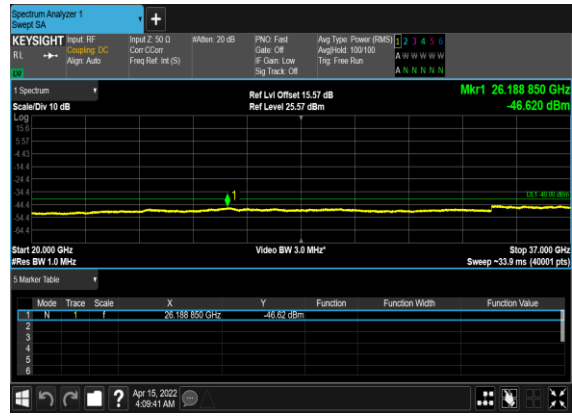 Spectrum Analyzer 1
Swept SA
+
KEYSIGHT Input: RF Input Z: 50 Ω #Atten: 20 dB PNO: Fast Avg Type: Power (RMS) 1 2 3 4 5 6
RL Coupling: DC Corr CCorr Gate: Off Avg|Hold: 100/100 A W W W W W
Align: Auto Freq Ref: Int (S) IF Gain: Low Trig: Free Run
Sig Track: Off A N N N N N
1 Spectrum Ref Lvl Offset 15.57 dB Mkr1 26.188 850 GHz
Scale/Div 10 dB Ref Level 25.57 dBm -46.620 dBm
Log
15.6
5.57
-4.43
-14.4
-24.4
-34.4 1 DL1 -40.00 dBm
-44.4
-54.4
-64.4
Start 20.000 GHz Video BW 3.0 MHz* Stop 37.000 GHz
#Res BW 1.0 MHz Sweep ~33.9 ms (40001 pts)
5 Marker Table
Mode Trace Scale X Y Function Function Width Function Value
1 N 1 f 26.188 850 GHz -46.62 dBm
2
3
4
5
6
? Apr 15, 2022
4:09:41 AM